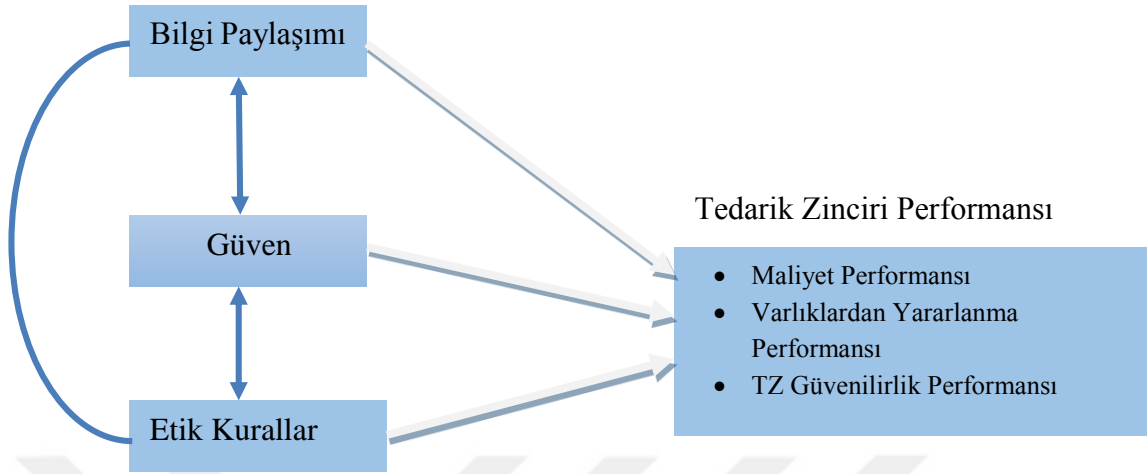 Bilgi Paylaşımı
Güven
Etik Kurallar
Tedarik Zinciri Performansı
• Maliyet Performansı
• Varlıklardan Yararlanma
Performansı
• TZ Güvenilirlik Performansı